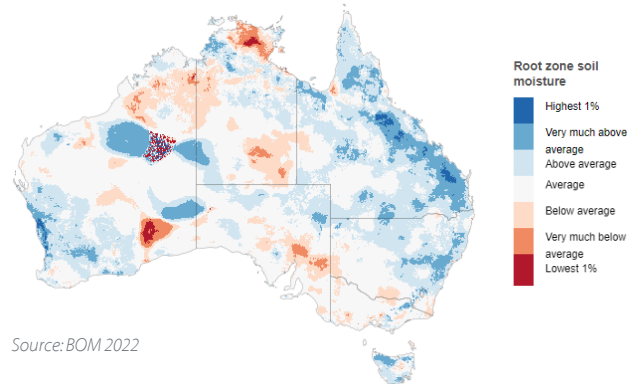 Root zone soil
moisture
Highest 1%
Very much above
average
Above average
Average
Below average
Very much below
average
Lowest 1%
Source: BOM 2022